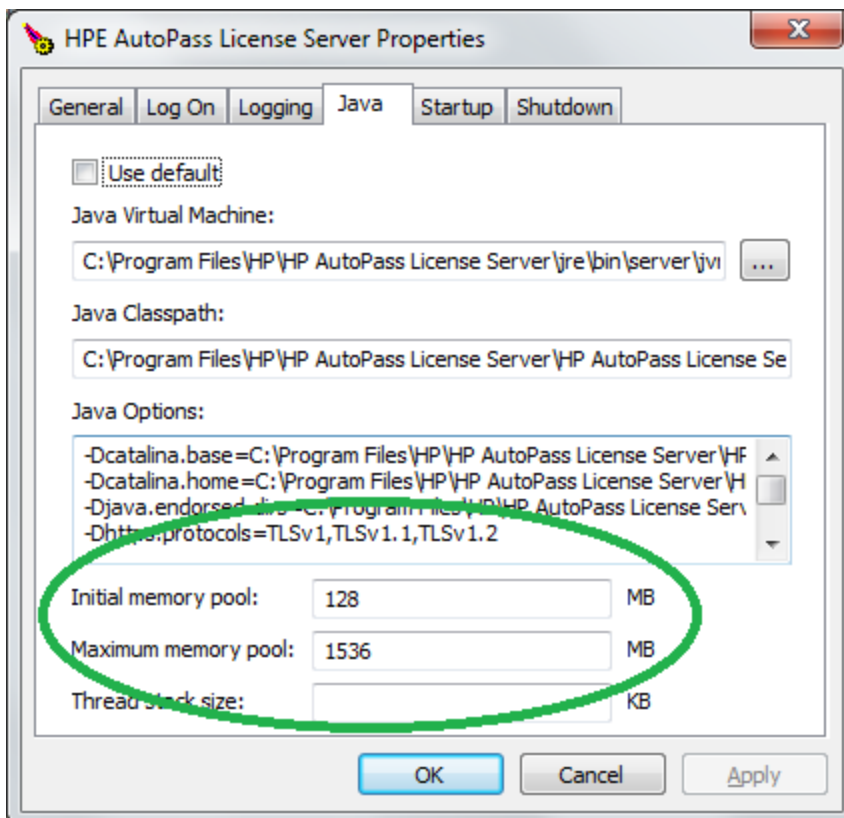 HPE AutoPass License Server Properties
General Log On Logging Java Startup Shutdown
Use default
Java Virtual Machine:
C:\Program Files\HP\HP AutoPass License Server\jre\bin\server\jvi ...
Java Classpath:
C:\Program Files\HP\HP AutoPass License Server\HP AutoPass License Se
Java Options:
-Dcatalina.base=C:\Program Files\HP\HP AutoPass License Server\HF
-Dcatalina.home=C:\Program Files\HP\HP AutoPass License Server\H
-Djava.endorsed.dirs=C:\Program Files\HP\HP AutoPass License Serv
-Dhttps.protocols=TLSv1,TLSv1.1,TLSv1.2
Initial memory pool: 128 MB
Maximum memory pool: 1536 MB
Thread stack size: KB
OK Cancel Apply